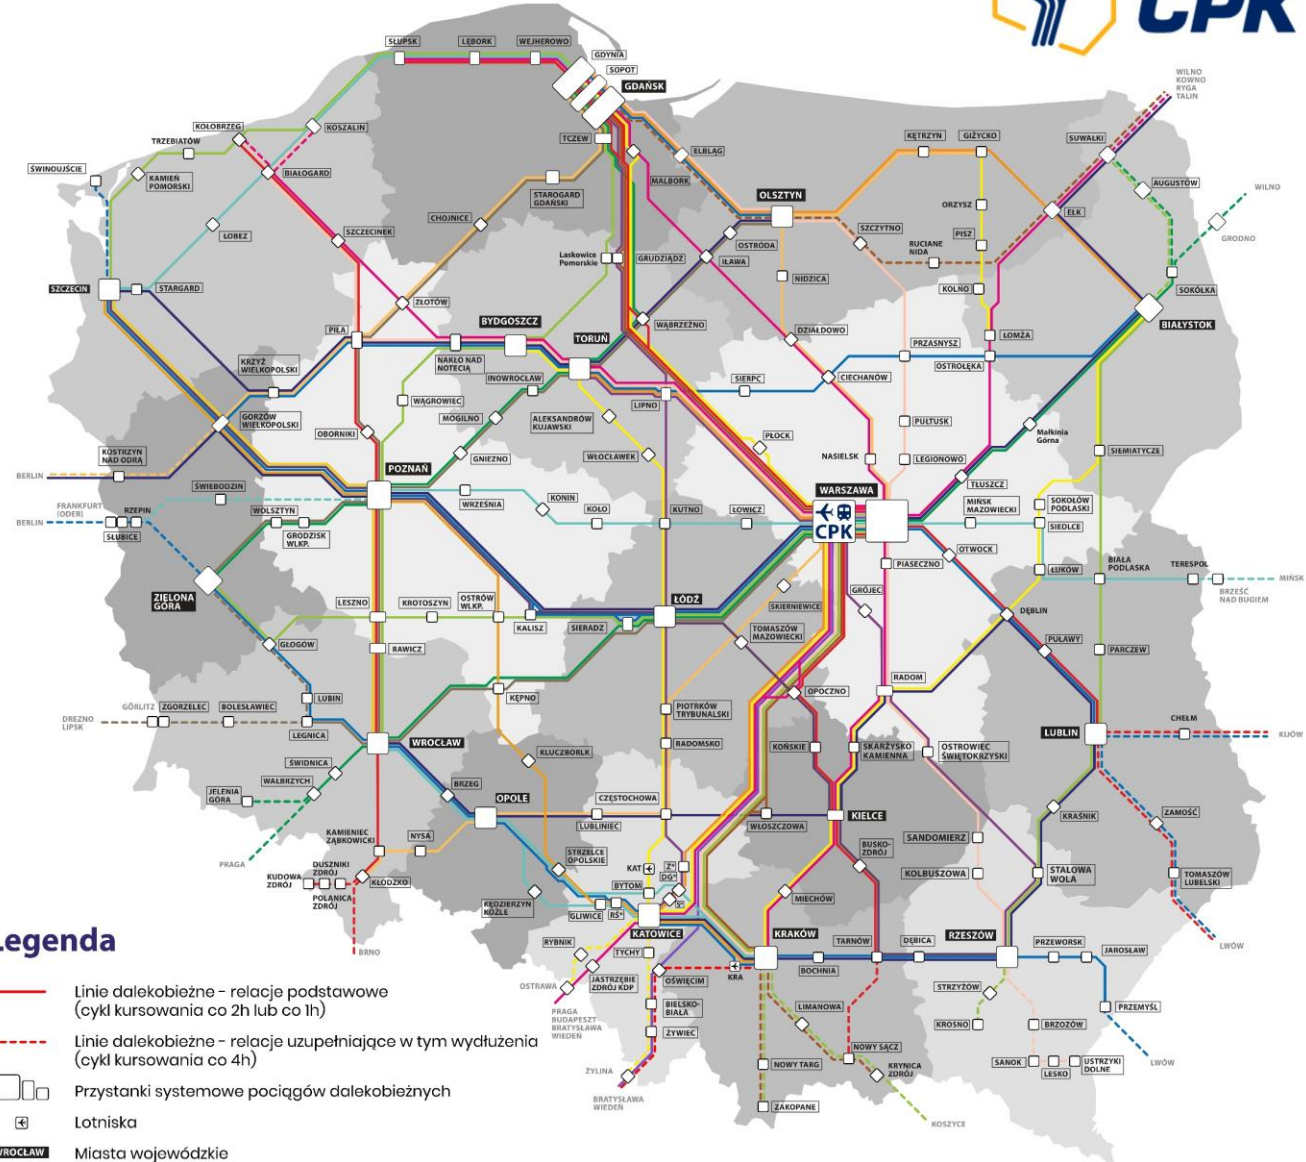 CPK
SŁUPSK
LĘBORK
WEJHEROWO
GDYNIA
SOPOT
GDAŃSK
WILNO
KOWNO
RYGA
TALIN
KOŁOBRZEG
KOSZALIN
TRZEBIATÓW
TCZEW
KĘTRZYN
GIŻYCKO
SUWAŁKI
ŚWINOUJŚCIE
KAMIEŃ
POMORSKI
BIAŁOGARD
ELBLĄG
MALBORK
AUGUSTÓW
WILNO
STAROGARD
GDAŃSKI
OLSZTYN
ORZYSZ
EŁK
CHOJNICE
ŁOBEZ
SZCZECINEK
OSTRÓDA
SZCZYTNO
PISZ
GRODNO
Laskowice
Pomorskie
GRUDZIĄDZ
IŁAWA
RUCIANE
NIDA
NIDZICA
KOLNO
SOKÓŁKA
SZCZECIN
STARGARD
ZŁOTÓW
WĄBRZEŹNO
BIAŁYSTOK
PIŁA
BYDGOSZCZ
TORUŃ
DZIAŁDOWO
ŁOMŻA
PRZASNYSZ
KRZYŻ
WIELKOPOLSKI
NAKŁO NAD
NOTECIĄ
INOWROCŁAW
SIERPC
CIECHANÓW
OSTROŁĘKA
WĄGROWIEC
LIPNO
GORZÓW
WIELKOPOLSKI
OBORNIKI
MOGILNO
ALEKSANDRÓW
KUJAWSKI
PŁOCK
PUŁTUSK
Małkinia
Górna
KOSTRZYN
NAD ODRĄ
GNIEZNO
WŁOCŁAWEK
NASIELSK
LEGIONOWO
SIEMIATYCZE
BERLIN
POZNAŃ
TŁUSZCZ
ŚWIEBODZIN
WRZEŚNIA
KONIN
WARSZAWA
CPK
FRANKFURT
(ODER)
RZEPIN
WOLSZTYN
KOŁO
KUTNO
ŁOWICZ
MIŃSK
MAZOWIECKI
SOKOŁÓW
PODLASKI
BERLIN
SŁUBICE
GRODZISK
WLKP.
SIEDLCE
OTWOCK
PIASECZNO
ŁUKÓW
BIAŁA
PODLASKA
TERESPOL
MIŃSK
BRZEŚĆ
NAD BUGIEM
ZIELONA
GÓRA
LESZNO
KROTOSZYN
OSTRÓW
WLKP.
ŁÓDŹ
SKIERNIEWICE
GRÓJEC
KALISZ
SIERADZ
TOMASZÓW
MAZOWIECKI
DĘBLIN
GŁOGÓW
RAWICZ
PUŁAWY
PARCZEW
LUBIN
KĘPNO
OPOCZNO
RADOM
DREZNO
LIPSK
GÖRLITZ
ZGORZELEC
BOLESŁAWIEC
PIOTRKÓW
TRYBUNALSKI
CHEŁM
LEGNICA
WROCŁAW
RADOMSKO
KOŃSKIE
SKARŻYSKO
KAMIENNA
OSTROWIEC
ŚWIĘTOKRZYSKI
LUBLIN
KIJÓW
ŚWIDNICA
KLUCZBORLK
WAŁBRZYCH
JELENIA
GÓRA
BRZEG
OPOLE
CZĘSTOCHOWA
LUBLINIEC
WŁOSZCZOWA
KIELCE
KRAŚNIK
ZAMOŚĆ
KAMIENIEC
ZĄBKOWICKI
NYSA
SANDOMIERZ
BUSKO-
ZDRÓJ
PRAGA
STRZELCE
OPOLSKIE
KAT
Z*
DG*
S*
KOLBUSZOWA
STALOWA
WOLA
TOMASZÓW
LUBELSKI
KUDOWA
ZDRÓJ
DUSZNIKI
ZDRÓJ
POLANICA
ZDRÓJ
KŁODZKO
BYTOM
MIECHÓW
KĘDZIERZYN
KOŹLE
GLIWICE
RŚ*
KATOWICE
KRAKÓW
TARNÓW
DĘBICA
RZESZÓW
PRZEWORSK
JAROSŁAW
LWÓW
BRNO
RYBNIK
TYCHY
KRA
BOCHNIA
OSTRAWA
JASTRZĘBIE
ZDRÓJ KDP
OŚWIĘCIM
STRZYŻÓW
PRAGA
BUDAPESZT
BRATYSŁAWA
WIEDEŃ
BIELSKO-
BIAŁA
LIMANOWA
PRZEMYŚL
KROSNO
BRZOZÓW
ŻYWIEC
NOWY SĄCZ
LWÓW
ŻYLINA
NOWY TARG
KRYNICA
ZDRÓJ
SANOK
LESKO
USTRZYKI
DOLNE
BRATYSŁAWA
WIEDEŃ
ZAKOPANE
KOSZYCE
Legenda
Linie dalekobieżne - relacje podstawowe
(cykl kursowania co 2h lub co 1h)
Linie dalekobieżne - relacje uzupełniające w tym wydłużenia
(cykl kursowania co 4h)
Przystanki systemowe pociągów dalekobieżnych
Lotniska
WROCŁAW
Miasta wojewódzkie